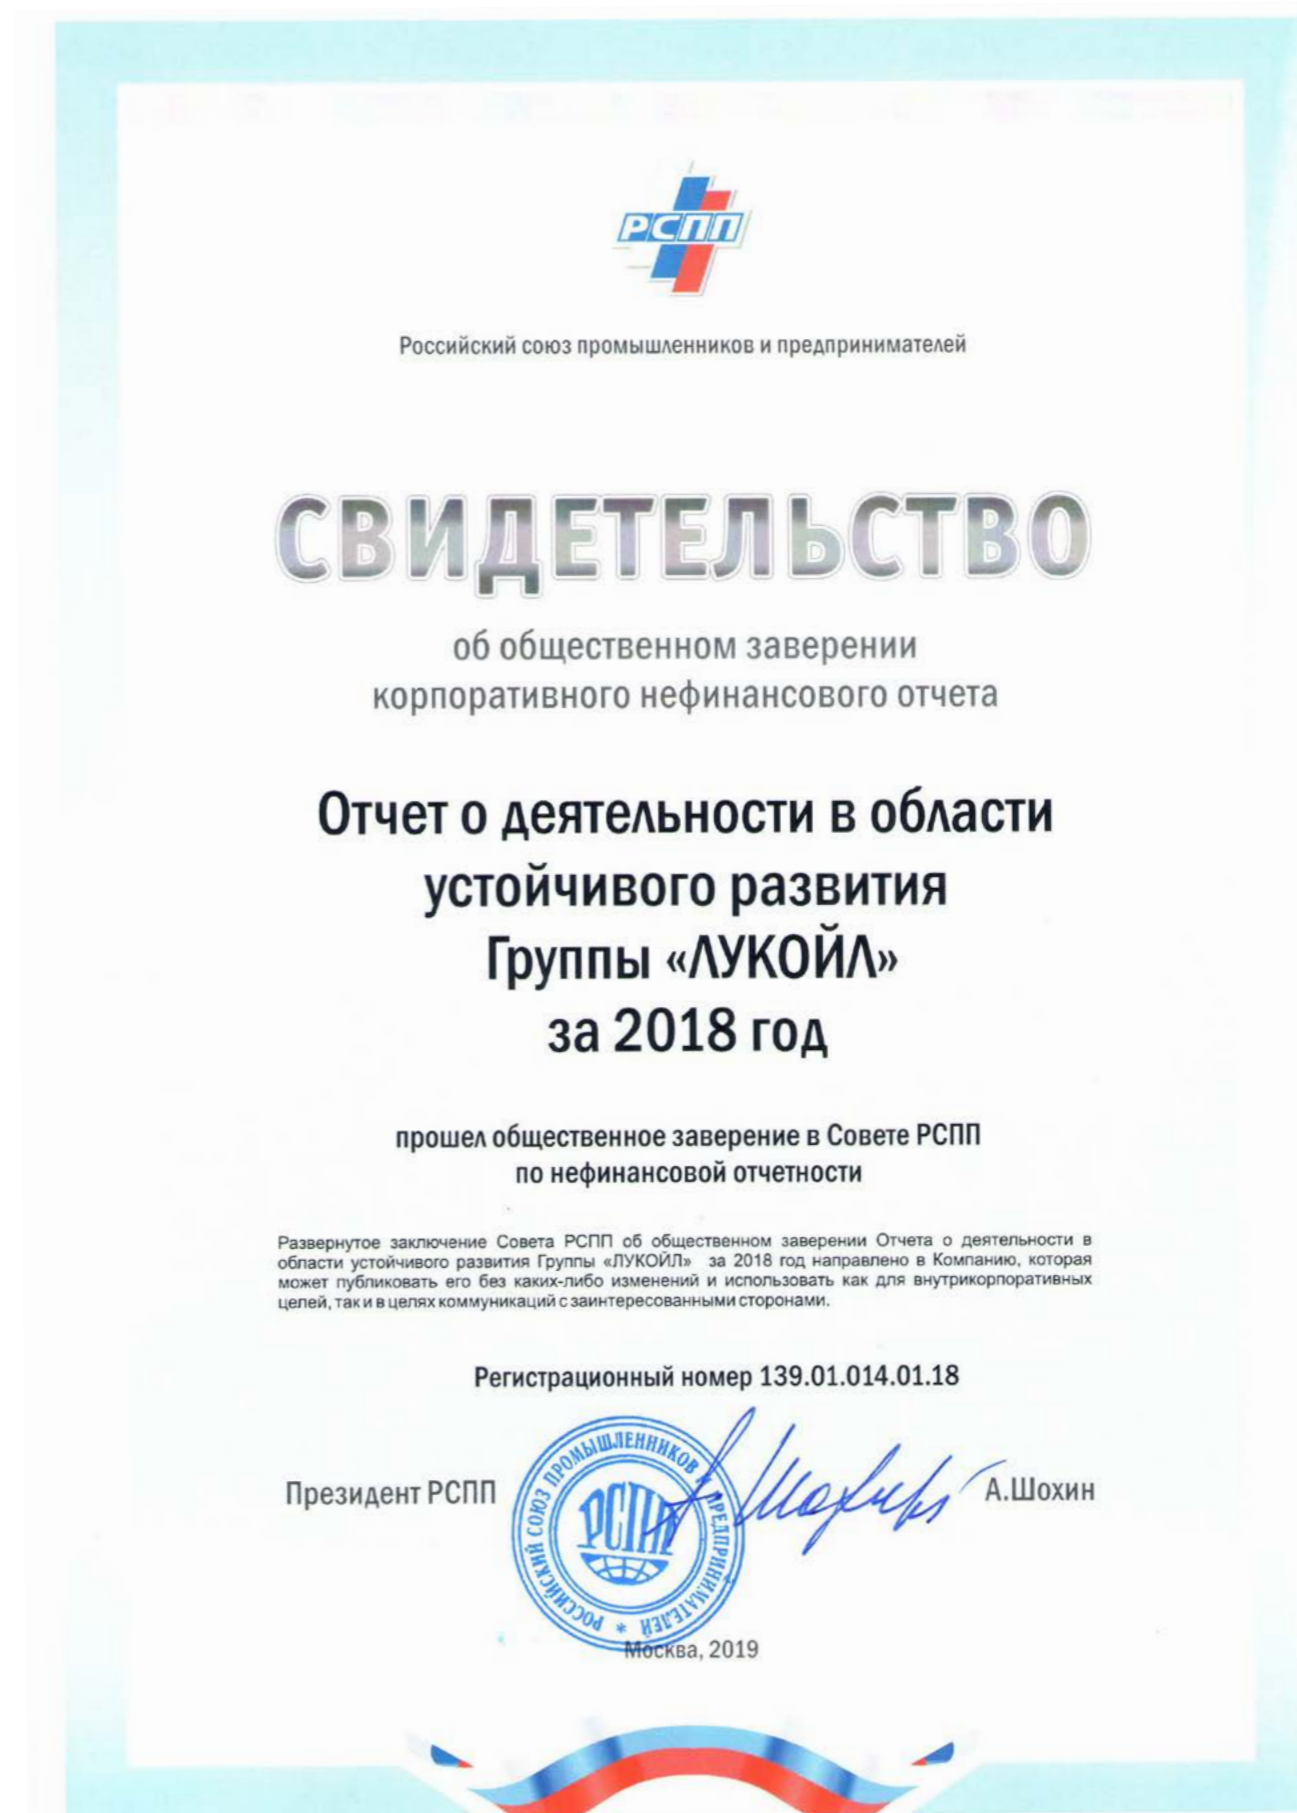 РСПП
Российский союз промышленников и предпринимателей
СВИДЕТЕЛЬСТВО
об общественном заверении
корпоративного нефинансового отчета
Отчет о деятельности в области
устойчивого развития
Группы «ЛУКОЙЛ»
за 2018 год
прошел общественное заверение в Совете РСПП
по нефинансовой отчетности
Развернутое заключение Совета РСПП об общественном заверении Отчета о деятельности в
области устойчивого развития Группы «ЛУКОЙЛ» за 2018 год направлено в Компанию, которая
может публиковать его без каких-либо изменений и использовать как для внутрикорпоративных
целей, так и в целях коммуникаций с заинтересованными сторонами.
Регистрационный номер 139.01.014.01.18
Президент РСПП
РОССИЙСКИЙ СОЮЗ ПРОМЫШЛЕННИКОВ И ПРЕДПРИНИМАТЕЛЕЙ *
РСПП
А.Шохин
Москва, 2019